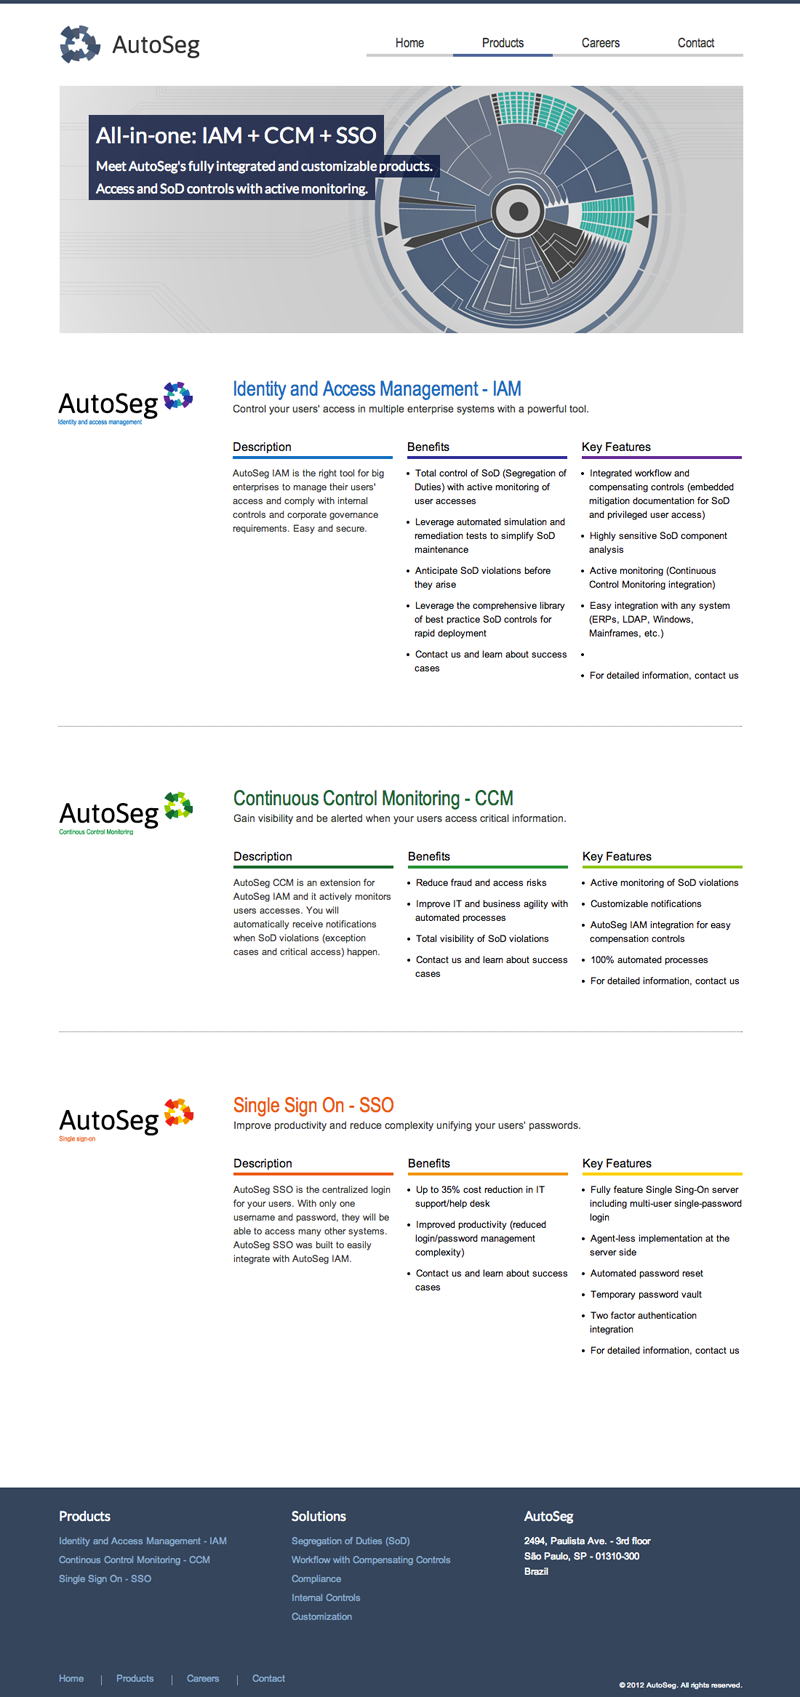 AutoSeg
Home
Products
Careers
Contact
All-in-one: IAM + CCM + SSO
Meet AutoSeg's fully integrated and customizable products.
Access and SoD controls with active monitoring.
AutoSeg
Identity and access management
Identity and Access Management - IAM
Control your users' access in multiple enterprise systems with a powerful tool.
Description
AutoSeg IAM is the right tool for big
enterprises to manage their users'
access and comply with internal
controls and corporate governance
requirements. Easy and secure.
Benefits
• Total control of SoD (Segregation of
Duties) with active monitoring of
user accesses
• Leverage automated simulation and
remediation tests to simplify SoD
maintenance
• Anticipate SoD violations before
they arise
• Leverage the comprehensive library
of best practice SoD controls for
rapid deployment
• Contact us and learn about success
cases
Key Features
• Integrated workflow and
compensating controls (embedded
mitigation documentation for SoD
and privileged user access)
• Highly sensitive SoD component
analysis
• Active monitoring (Continuous
Control Monitoring integration)
• Easy integration with any system
(ERPs, LDAP, Windows,
Mainframes, etc.)
•
• For detailed information, contact us
AutoSeg
Continous Control Monitoring
Continuous Control Monitoring - CCM
Gain visibility and be alerted when your users access critical information.
Description
AutoSeg CCM is an extension for
AutoSeg IAM and it actively monitors
users accesses. You will
automatically receive notifications
when SoD violations (exception
cases and critical access) happen.
Benefits
• Reduce fraud and access risks
• Improve IT and business agility with
automated processes
• Total visibility of SoD violations
• Contact us and learn about success
cases
Key Features
• Active monitoring of SoD violations
• Customizable notifications
• AutoSeg IAM integration for easy
compensation controls
• 100% automated processes
• For detailed information, contact us
AutoSeg
Single sign-on
Single Sign On - SSO
Improve productivity and reduce complexity unifying your users' passwords.
Description
AutoSeg SSO is the centralized login
for your users. With only one
username and password, they will be
able to access many other systems.
AutoSeg SSO was built to easily
integrate with AutoSeg IAM.
Benefits
• Up to 35% cost reduction in IT
support/help desk
• Improved productivity (reduced
login/password management
complexity)
• Contact us and learn about success
cases
Key Features
• Fully feature Single Sing-On server
including multi-user single-password
login
• Agent-less implementation at the
server side
• Automated password reset
• Temporary password vault
• Two factor authentication
integration
• For detailed information, contact us
Products
Identity and Access Management - IAM
Continous Control Monitoring - CCM
Single Sign On - SSO
Solutions
Segregation of Duties (SoD)
Workflow with Compensating Controls
Compliance
Internal Controls
Customization
AutoSeg
2494, Paulista Ave. - 3rd floor
São Paulo, SP - 01310-300
Brazil
Home | Products | Careers | Contact
© 2012 AutoSeg. All rights reserved.